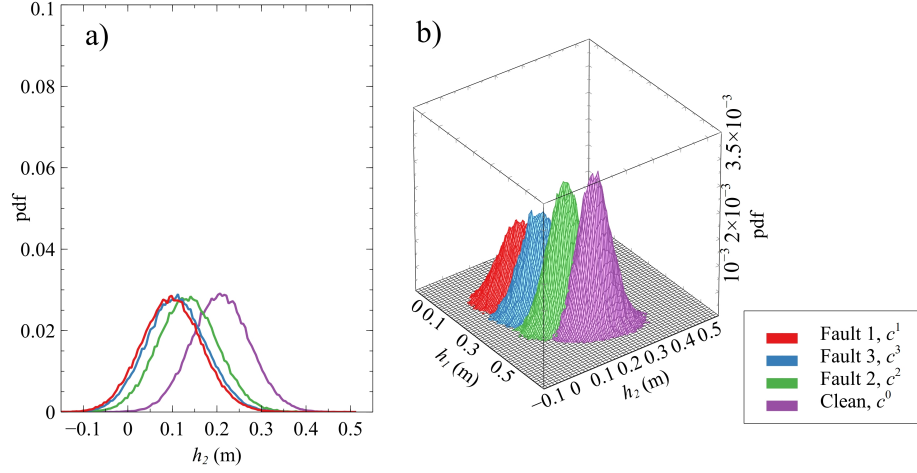 a)
0.1
0.08
0.06
0.04
0.02
0
pdf
−0.1
0
0.1
0.2
0.3
0.4
0.5
h₂ (m)
b)
3.5×10⁻³
2×10⁻³
10⁻³
pdf
0
0.1
0.3
0.5
h₁ (m)
−0.1
0
0.1
0.2
0.3
0.4
0.5
h₂ (m)
Fault 1, c¹
Fault 3, c³
Fault 2, c²
Clean, c⁰